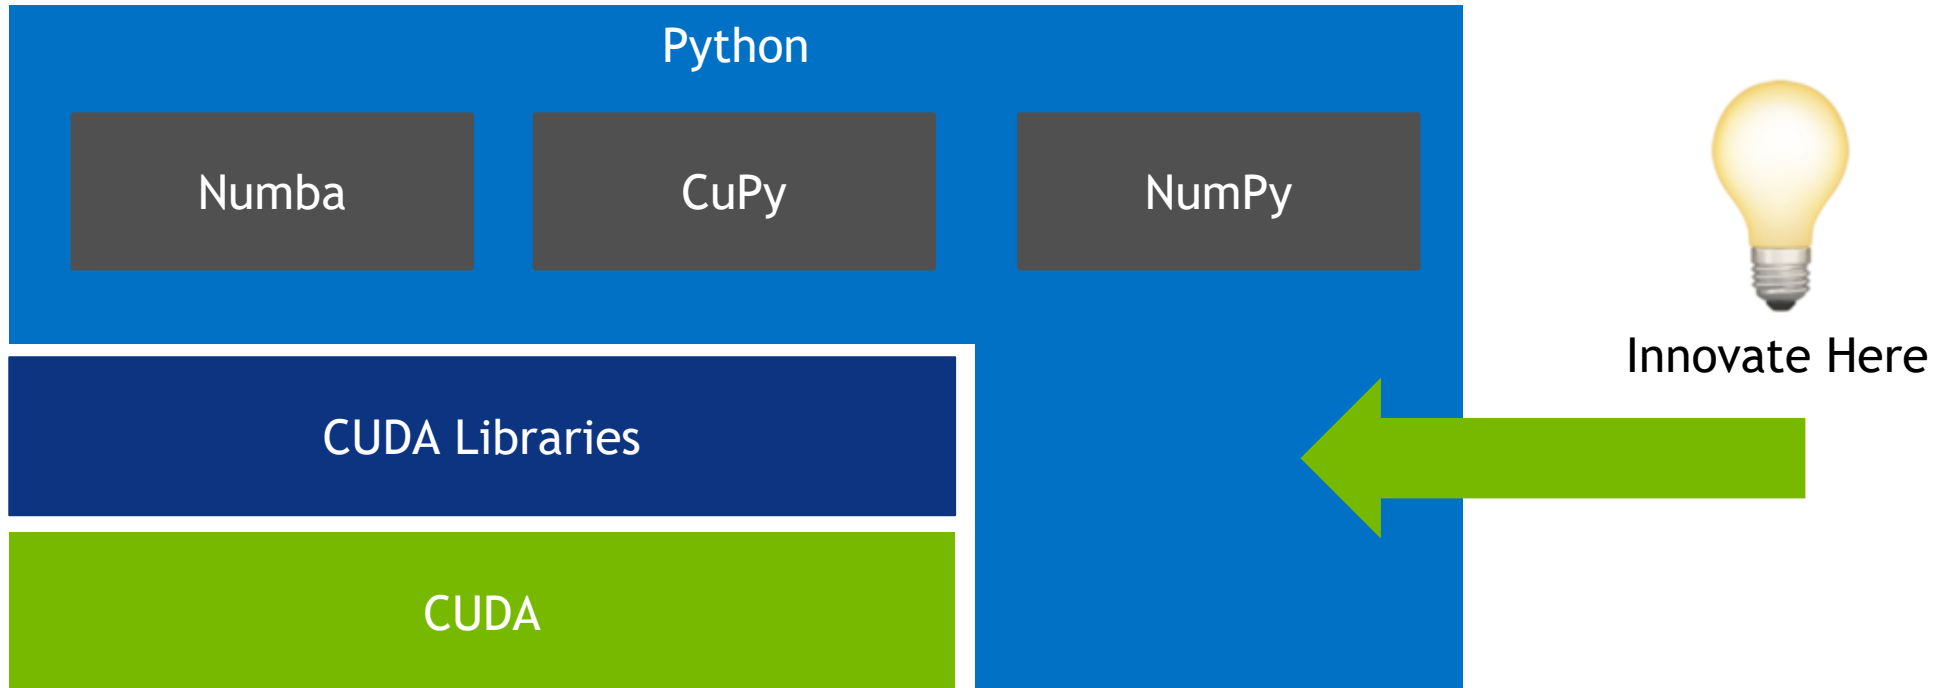 Python
Numba
CuPy
NumPy
Innovate Here
CUDA Libraries
CUDA